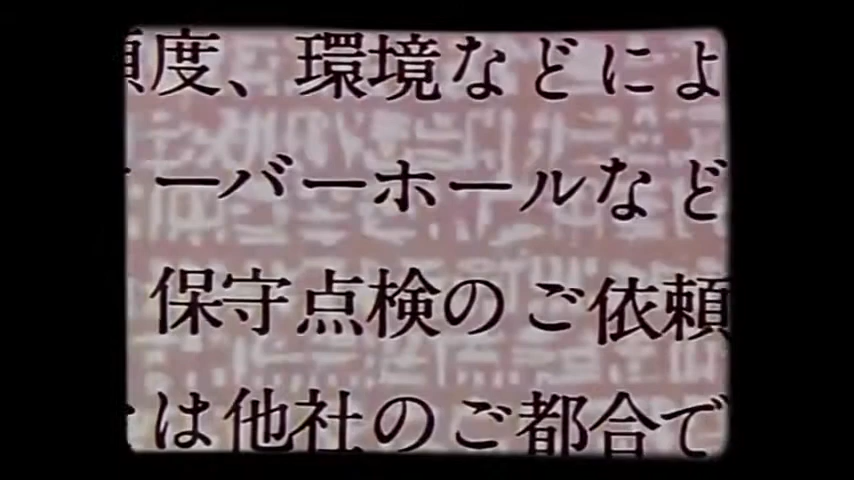 頻度、環境などによ
ーバーホールなど
保守点検のご依頼
は他社のご都合で